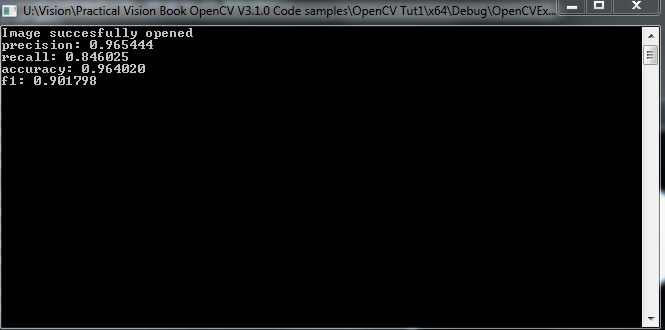 U:\Vision\Practical Vision Book OpenCV V3.1.0 Code samples\OpenCV Tut1\x64\Debug\OpenCVEx...
Image succesfully opened
precision: 0.965444
recall: 0.846025
accuracy: 0.964020
f1: 0.901798